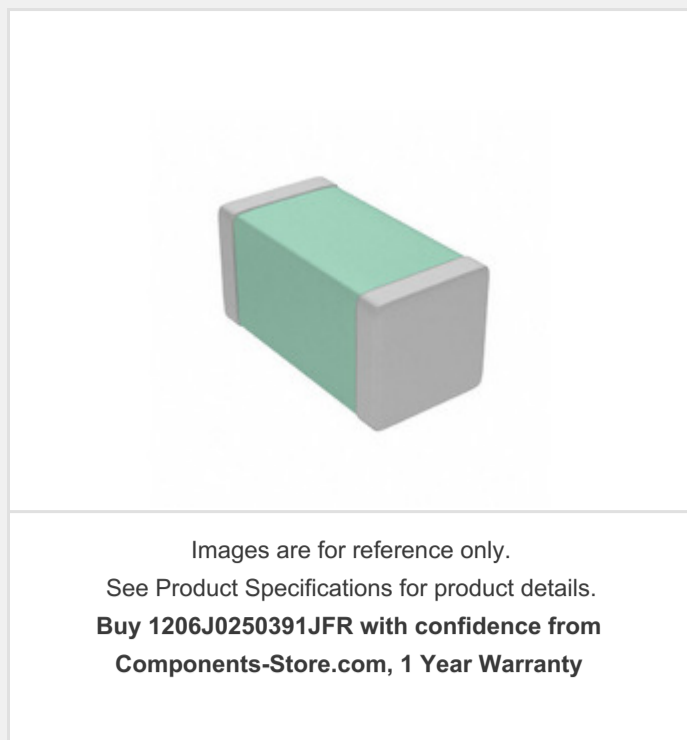 Images are for reference only.
See Product Specifications for product details.
Buy 1206J0250391JFR with confidence from
Components-Store.com, 1 Year Warranty